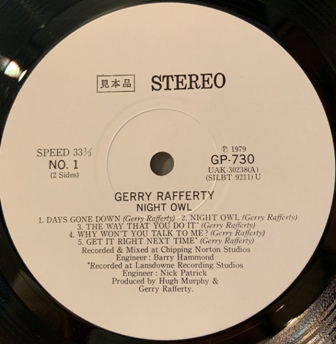 見本品 STEREO
SPEED 33⅓
NO. 1
(2 Sides)
℗ 1979
GP-730
UAK-30238(A)
(SILBT 9211) U
GERRY RAFFERTY
NIGHT OWL
1. DAYS GONE DOWN (Gerry Rafferty) 2. NIGHT OWL (Gerry Rafferty)
3. THE WAY THAT YOU DO IT* (Gerry Rafferty)
4. WHY WON'T YOU TALK TO ME? (Gerry Rafferty)
5. GET IT RIGHT NEXT TIME* (Gerry Rafferty)
Recorded & Mixed at Chipping Norton Studios
Engineer : Barry Hammond
*Recorded at Lansdowne Recording Studios
Engineer : Nick Patrick
Produced by Hugh Murphy &
Gerry Rafferty.